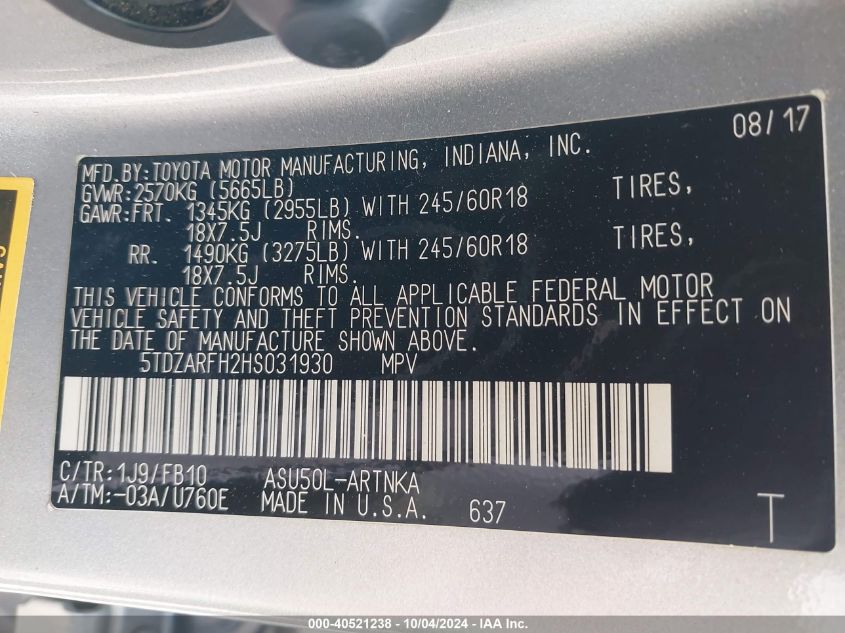 08/17
MFD.BY:TOYOTA MOTOR MANUFACTURING, INDIANA, INC.
GVWR:2570KG (5665LB)
GAWR:FRT. 1345KG (2955LB) WITH 245/60R18 TIRES,
18X7.5J RIMS.
RR. 1490KG (3275LB) WITH 245/60R18 TIRES,
18X7.5J RIMS.
THIS VEHICLE CONFORMS TO ALL APPLICABLE FEDERAL MOTOR
VEHICLE SAFETY AND THEFT PREVENTION STANDARDS IN EFFECT ON
THE DATE OF MANUFACTURE SHOWN ABOVE.
5TDZARFH2HS031930 MPV
C/TR:1J9/FB10 ASU50L-ARTNKA
A/TM:-03A/U760E MADE IN U.S.A. 637 T
000-40521238 - 10/04/2024 - IAA Inc.